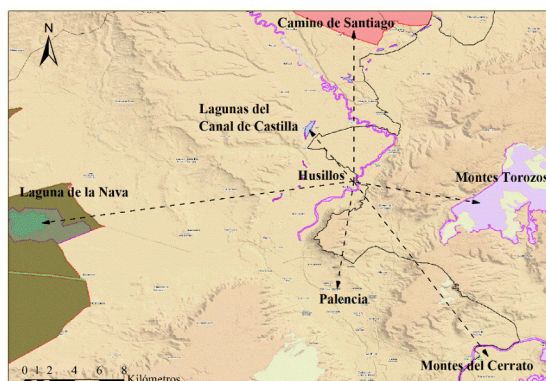 Camino de Santiago
N
Lagunas del
Canal de Castilla
Husillos
Montes Torozos
Laguna de la Nava
Palencia
Montes del Cerrato
0 1 2 4 6 8
Kilómetros